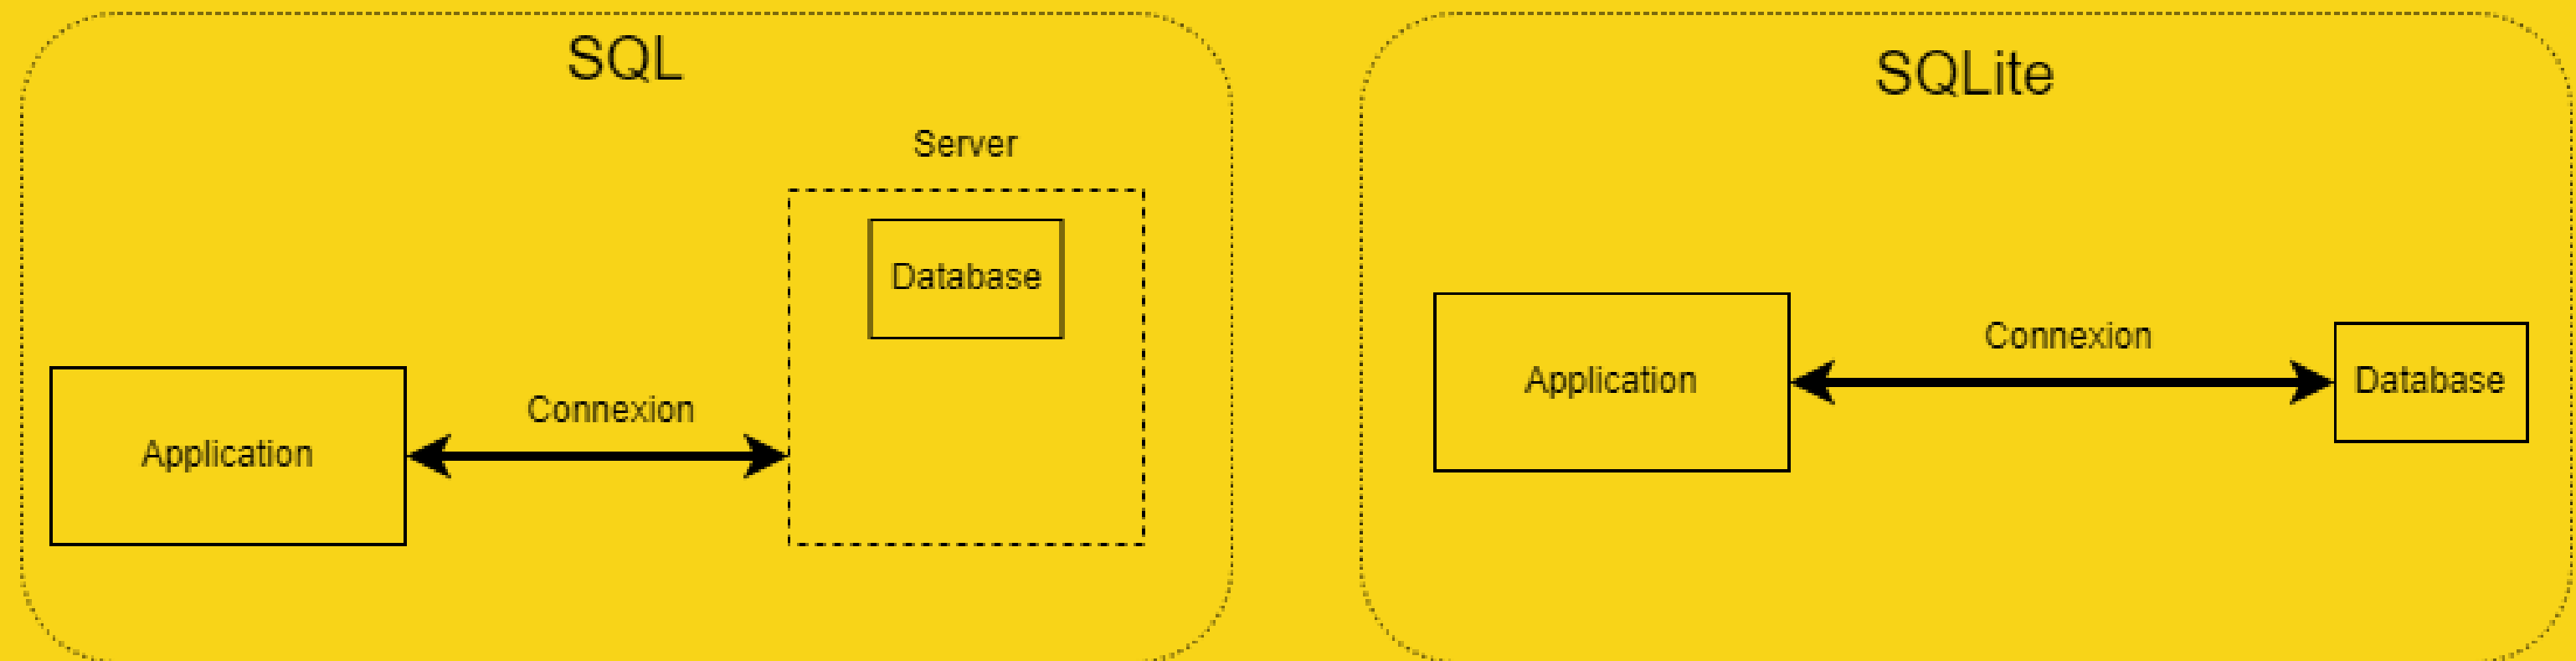 SQL
Server
Database
Connexion
Application
SQLite
Connexion
Application
Database